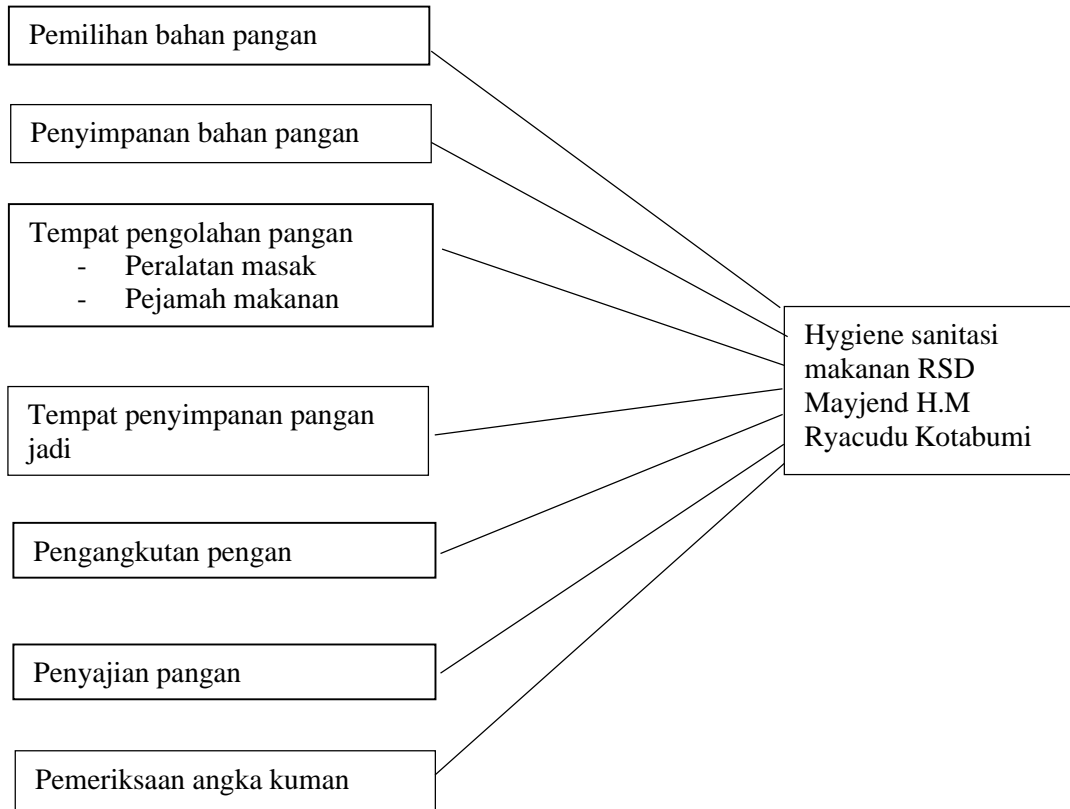 Pemilihan bahan pangan
Penyimpanan bahan pangan
Tempat pengolahan pangan
- Peralatan masak
- Pejamah makanan
Tempat penyimpanan pangan
jadi
Pengangkutan pengan
Penyajian pangan
Pemeriksaan angka kuman
Hygiene sanitasi
makanan RSD
Mayjend H.M
Ryacudu Kotabumi